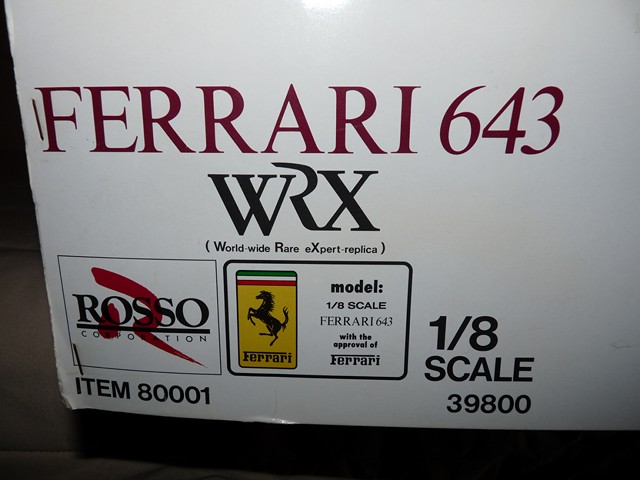 FERRARI 643
WRX
( World-wide Rare eXpert-replica )
ROSSO
CORPORATION
Ferrari
model:
1/8 SCALE
FERRARI 643
with the
approval of
Ferrari
1/8
SCALE
ITEM 80001
39800